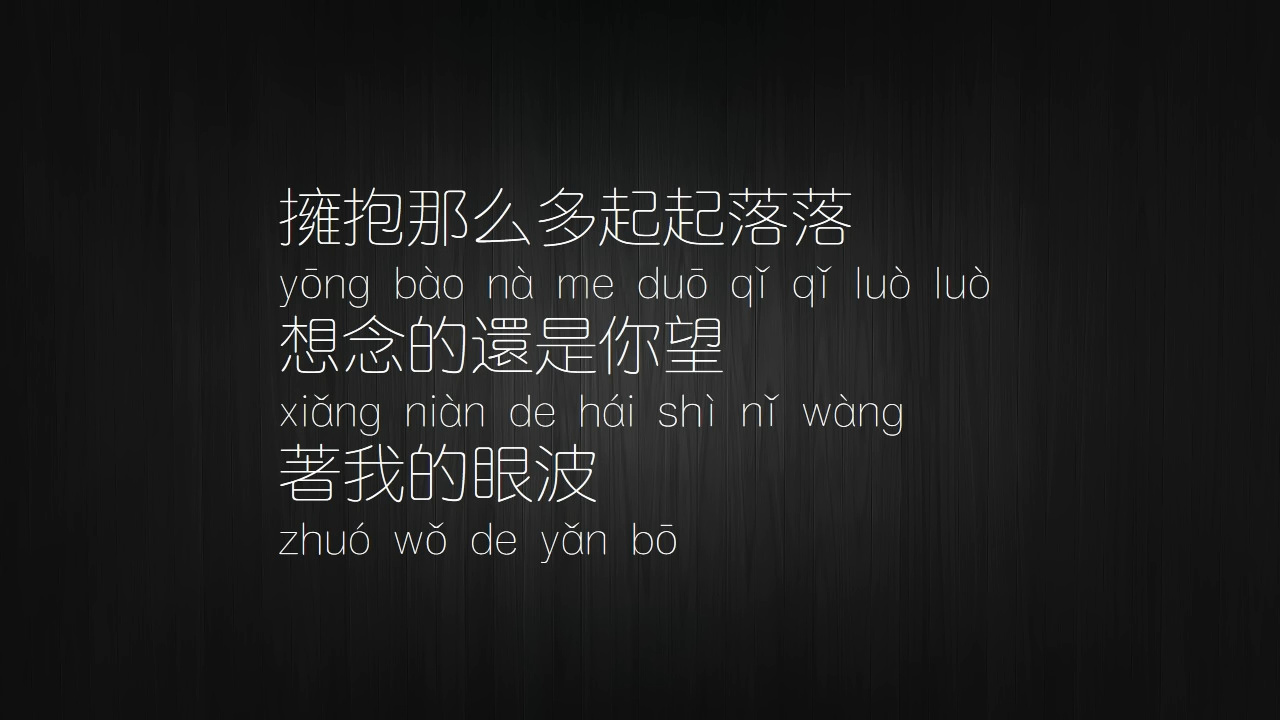 擁抱那么多起起落落
yōng bào nà me duō qǐ qǐ luò luò
想念的還是你望
xiǎng niàn de hái shì nǐ wàng
著我的眼波
zhuó wǒ de yǎn bō